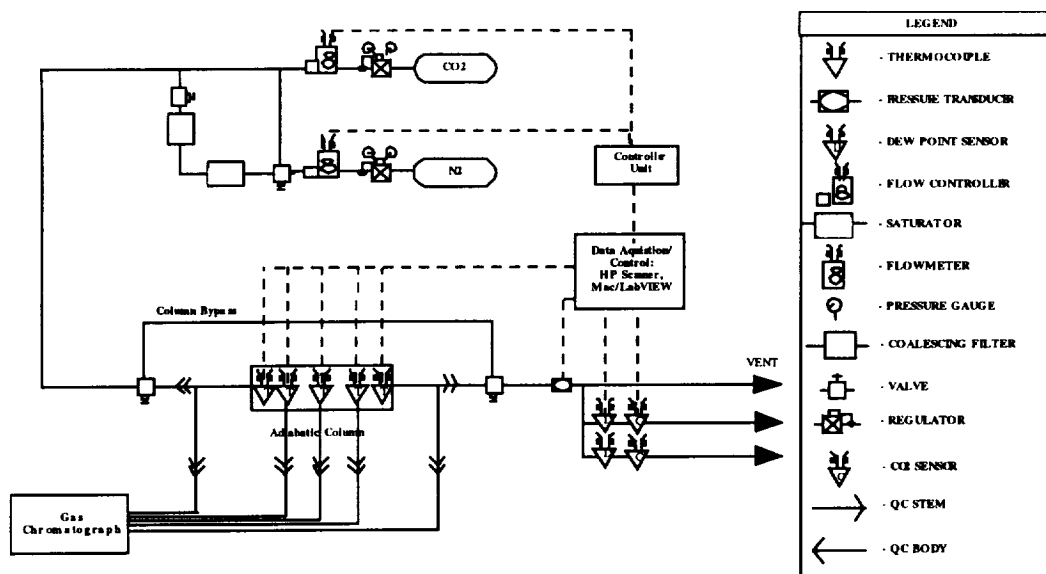 CO2
N2
Controller
Unit
Data Aquistion/
Control:
HP Scanner,
Mac/LabVIEW
Column Bypass
VENT
Adiabatic Column
Gas
Chromatograph
LEGEND
- THERMOCOUPLE
- PRESSURE TRANSDUCER
- DEW POINT SENSOR
- FLOW CONTROLLER
- SATURATOR
- FLOWMETER
- PRESSURE GAUGE
- COALESCING FILTER
- VALVE
- REGULATOR
- CO2 SENSOR
- QC STEM
- QC BODY